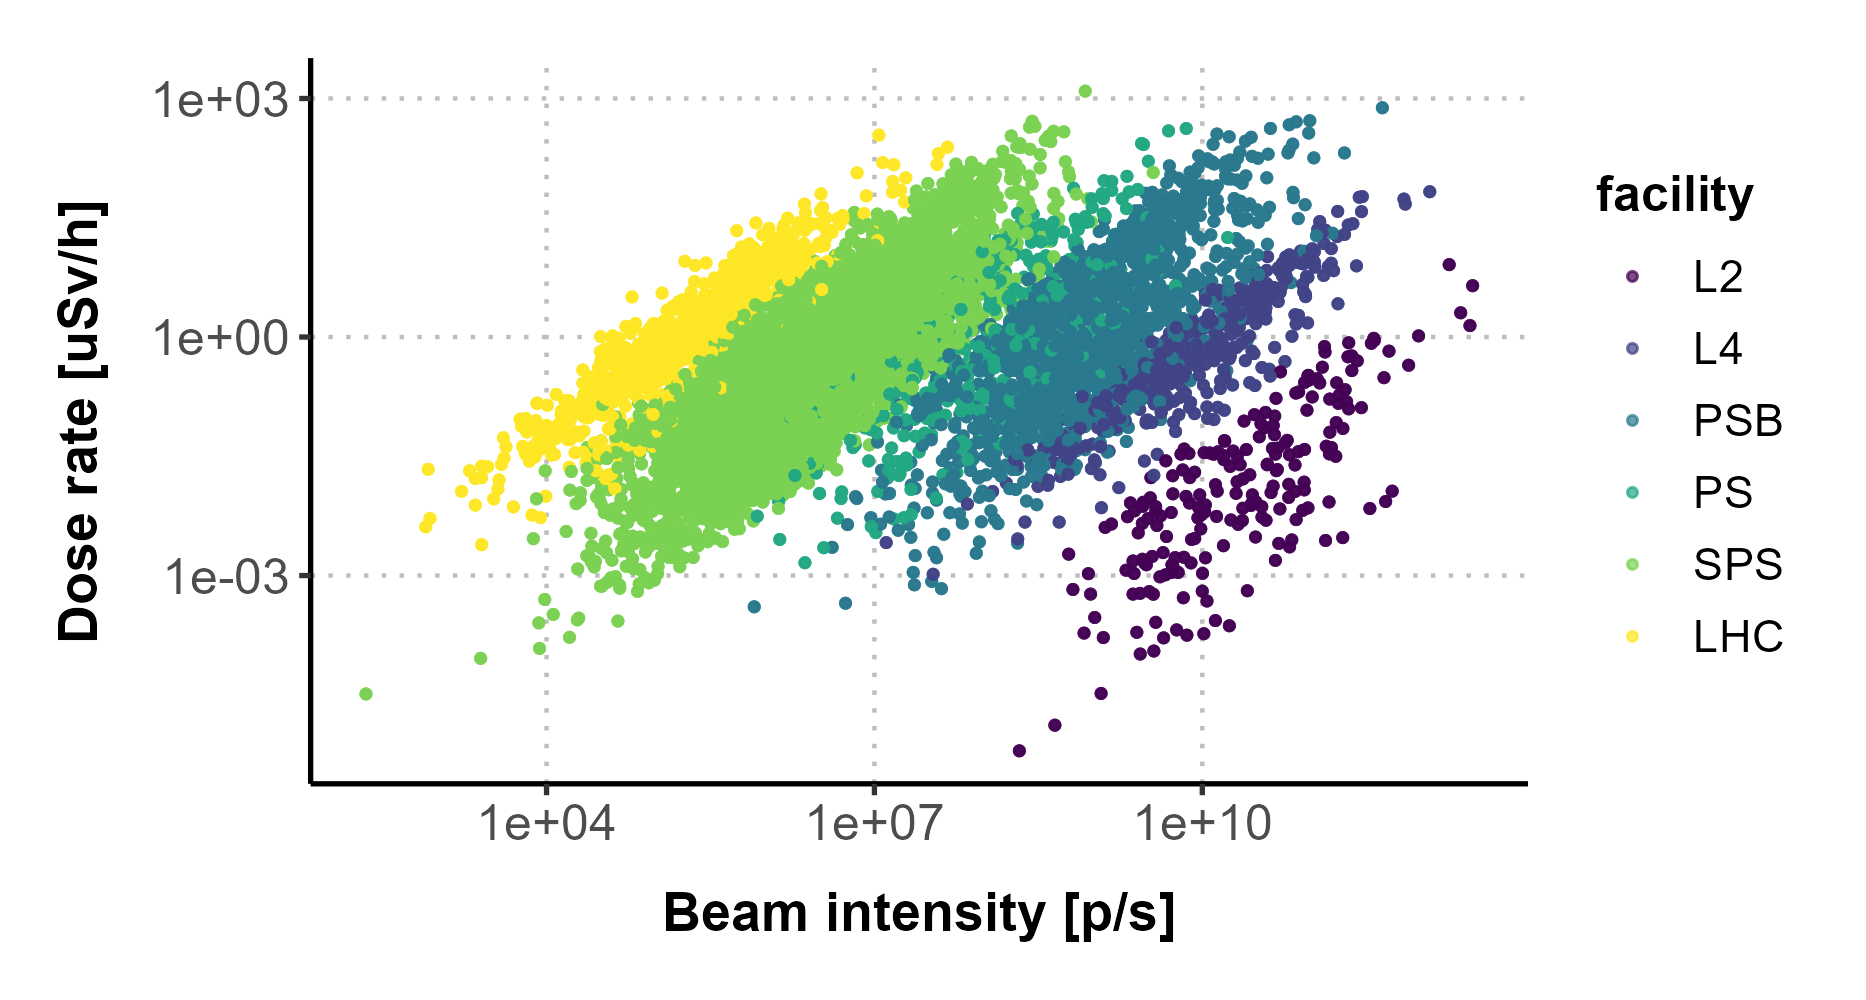 1e+03
1e+00
1e-03
Dose rate [uSv/h]
1e+04
1e+07
1e+10
Beam intensity [p/s]
facility
L2
L4
PSB
PS
SPS
LHC